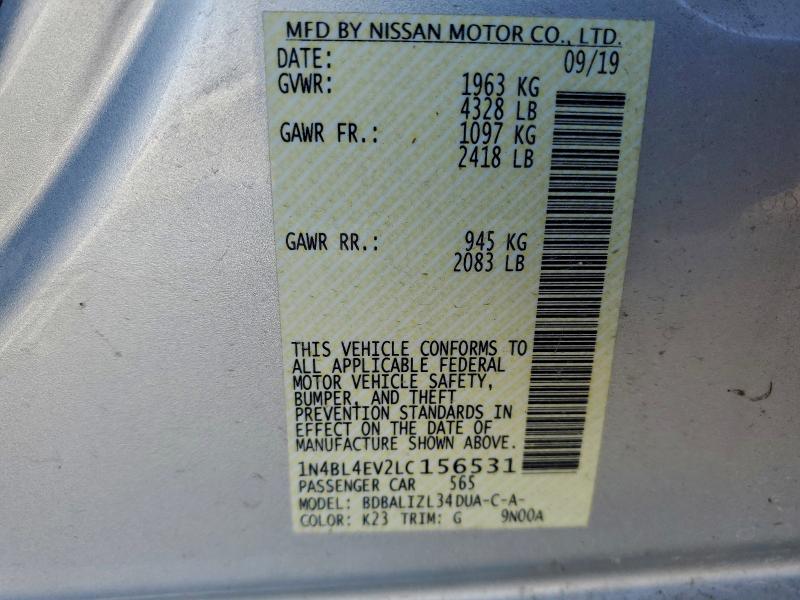 MFD BY NISSAN MOTOR CO., LTD.
DATE: 09/19
GVWR: 1963 KG
4328 LB
GAWR FR.: 1097 KG
2418 LB
GAWR RR.: 945 KG
2083 LB
THIS VEHICLE CONFORMS TO
ALL APPLICABLE FEDERAL
MOTOR VEHICLE SAFETY,
BUMPER, AND THEFT
PREVENTION STANDARDS IN
EFFECT ON THE DATE OF
MANUFACTURE SHOWN ABOVE.
1N4BL4EV2LC156531
PASSENGER CAR 565
MODEL: BDBALIZL34DUA-C-A-
COLOR: K23 TRIM: G 9N00A